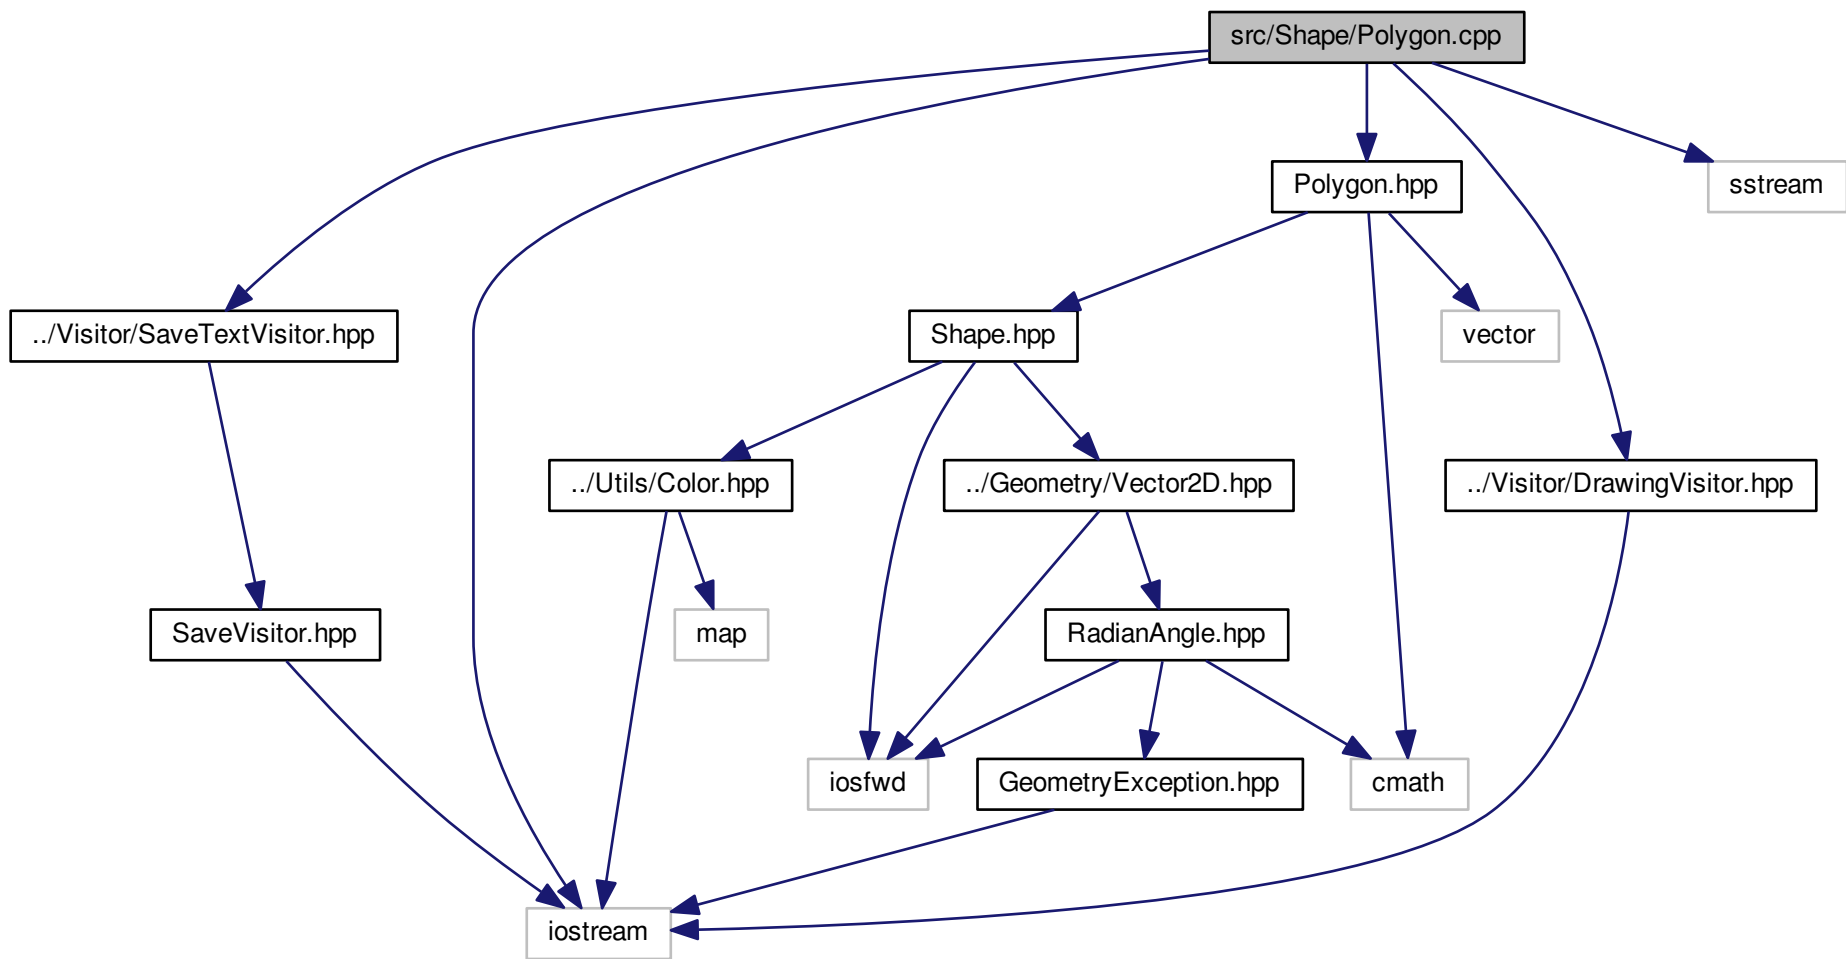 src/Shape/Polygon.cpp
Polygon.hpp
sstream
../Visitor/SaveTextVisitor.hpp
Shape.hpp
vector
../Utils/Color.hpp
../Geometry/Vector2D.hpp
../Visitor/DrawingVisitor.hpp
SaveVisitor.hpp
map
RadianAngle.hpp
iosfwd
GeometryException.hpp
cmath
iostream